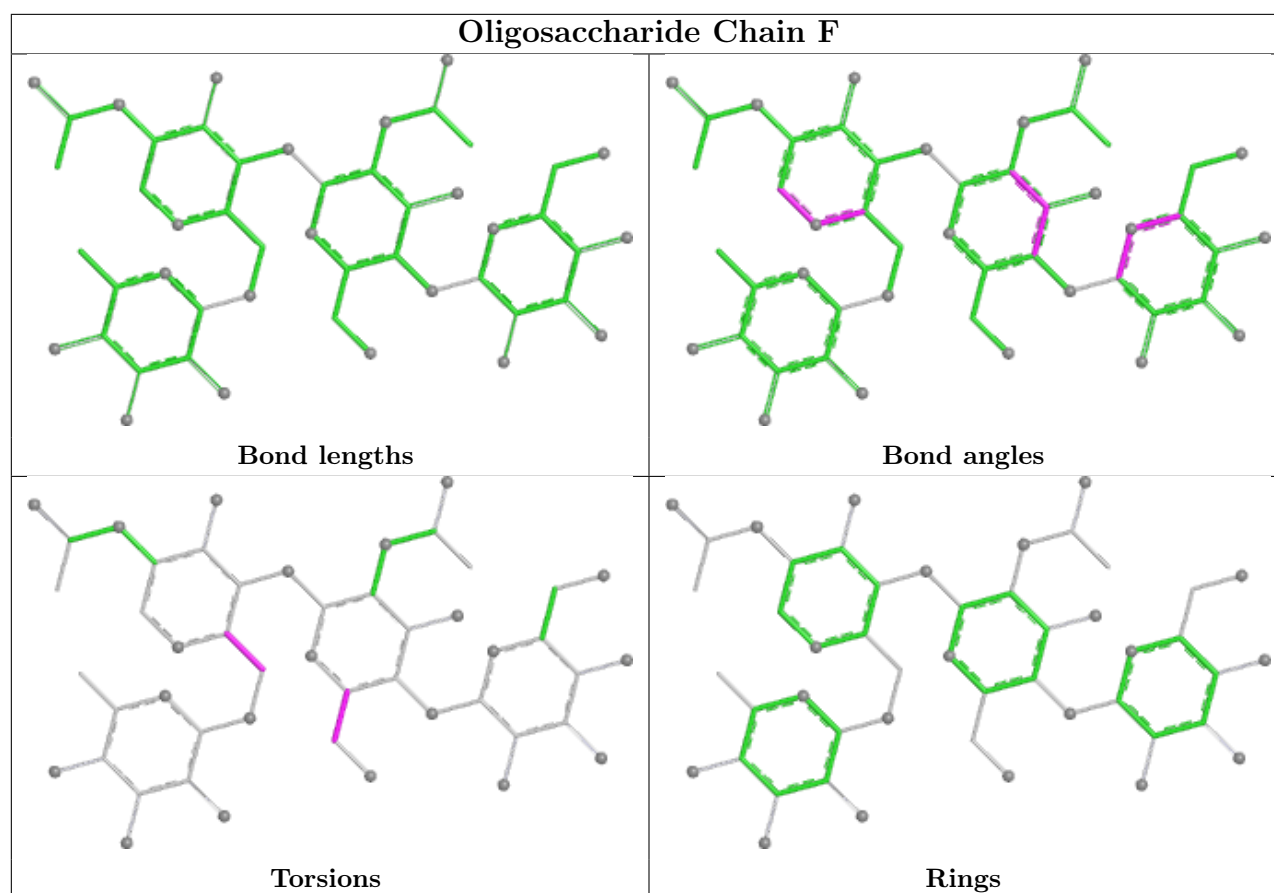 Oligosaccharide Chain F
Bond lengths
Bond angles
Torsions
Rings